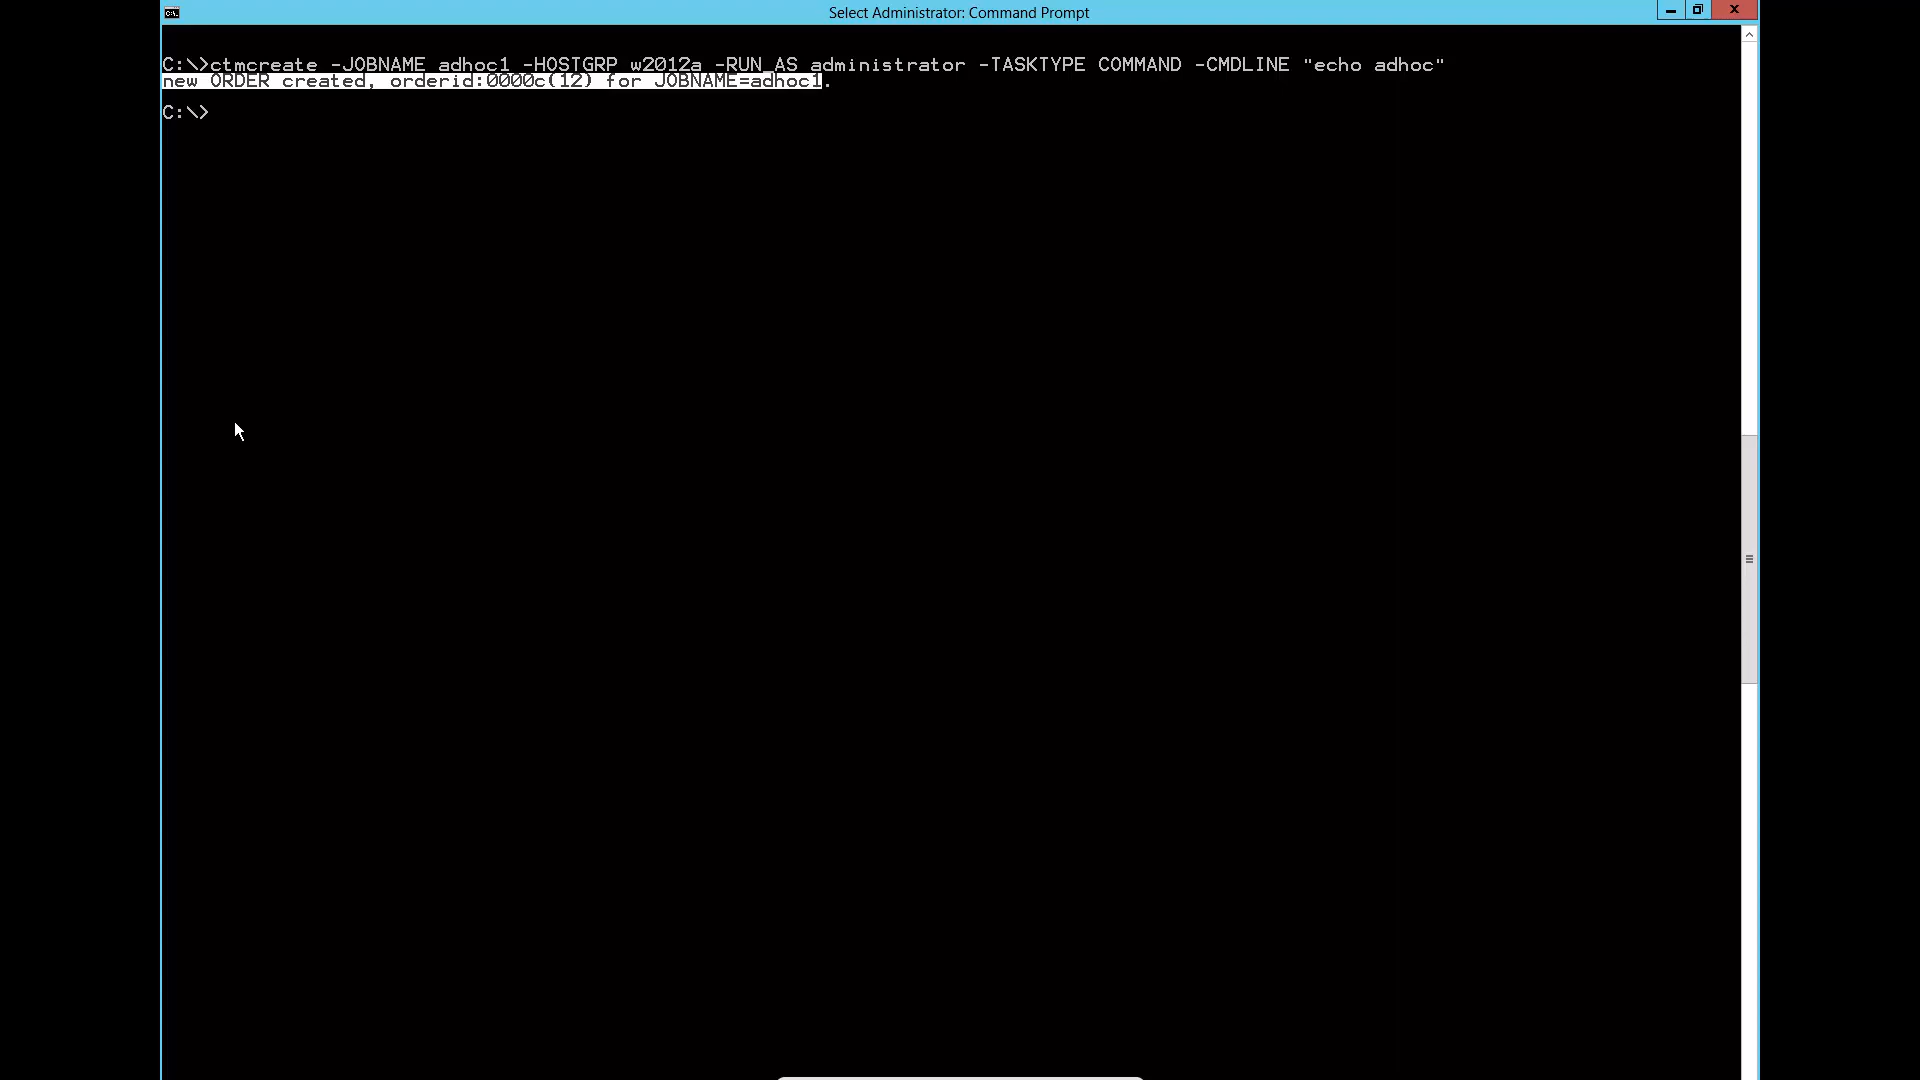 Select Administrator: Command Prompt
C:\>ctmcreate -JOBNAME adhoc1 -HOSTGRP w2012a -RUN_AS administrator -TASKTYPE COMMAND -CMDLINE "echo adhoc"
new ORDER created, orderid:0000c(12) for JOBNAME=adhoc1.
C:\>